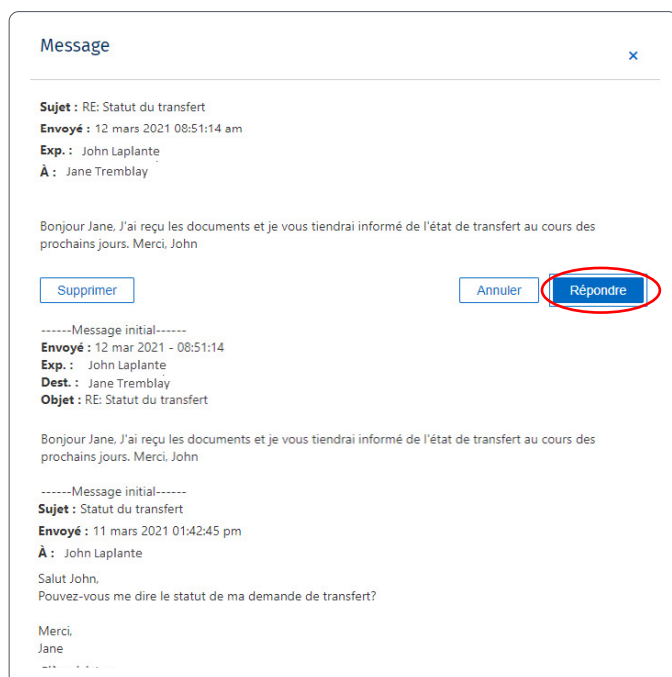 Message
×
Sujet : RE: Statut du transfert
Envoyé : 12 mars 2021 08:51:14 am
Exp. : John Laplante
À : Jane Tremblay
Bonjour Jane, J'ai reçu les documents et je vous tiendrai informé de l'état de transfert au cours des
prochains jours. Merci, John
Supprimer Annuler Répondre
------Message initial------
Envoyé : 12 mar 2021 - 08:51:14
Exp. : John Laplante
Dest. : Jane Tremblay
Objet : RE: Statut du transfert
Bonjour Jane, J'ai reçu les documents et je vous tiendrai informé de l'état de transfert au cours des
prochains jours. Merci, John
------Message initial------
Sujet : Statut du transfert
Envoyé : 11 mars 2021 01:42:45 pm
À : John Laplante
Salut John,
Pouvez-vous me dire le statut de ma demande de transfert?
Merci,
Jane